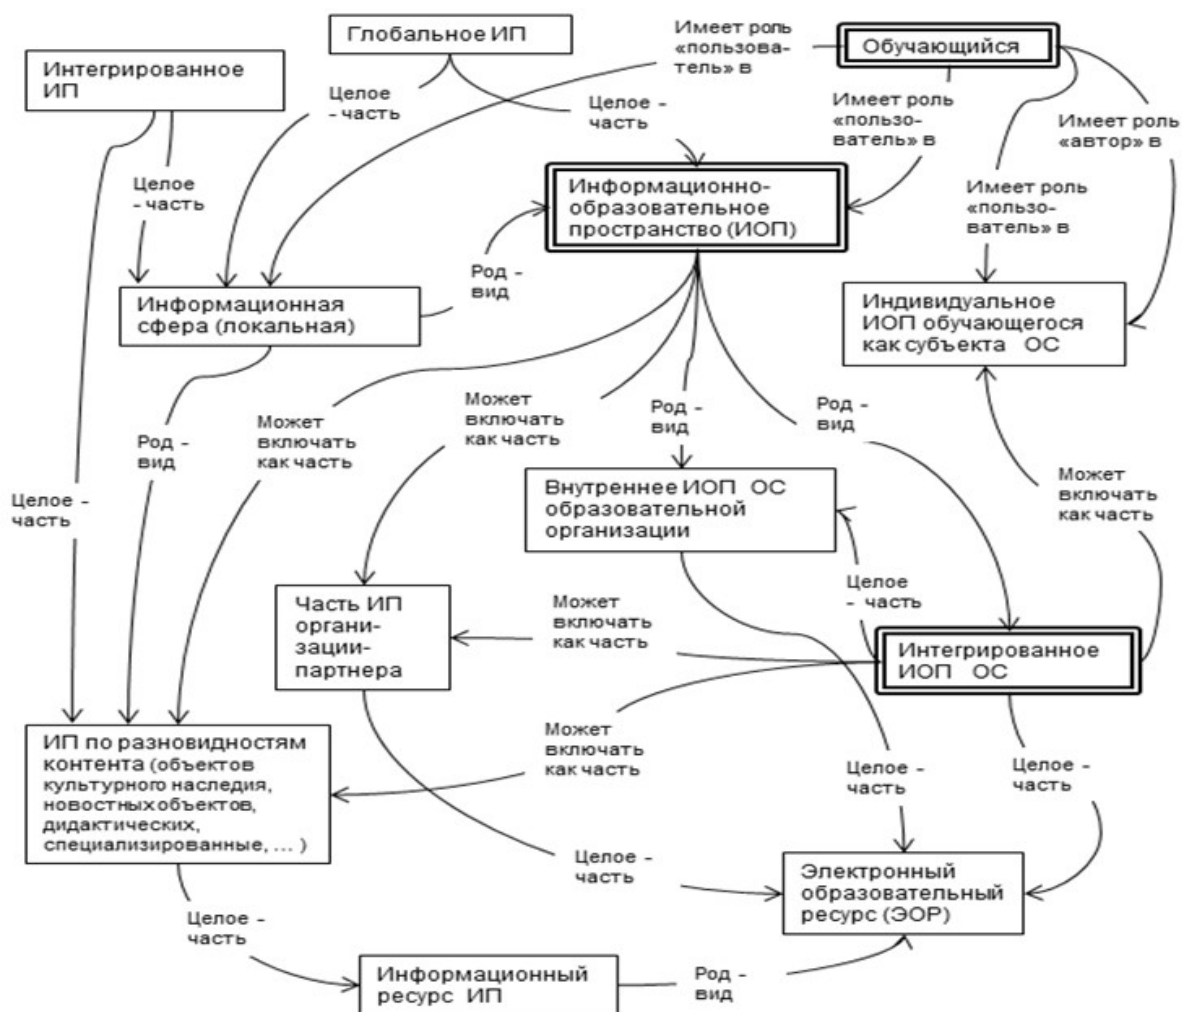 Глобальное ИП
Имеет роль
«пользова-
тель» в
Обучающийся
Интегрированное
ИП
Целое
- часть
Целое -
часть
Имеет роль
«пользо-
ватель» в
Имеет роль
«автор» в
Целое
- часть
Информационно-
образовательное
пространство (ИОП)
Имеет роль
«пользо-
ватель» в
Род -
вид
Информационная
сфера (локальная)
Индивидуальное
ИОП обучающегося
как субъекта ОС
Может
включать
как часть
Род -
вид
Род -
вид
Может
включать
как часть
Род -
вид
Целое -
часть
Внутреннее ИОП ОС
образовательной
организации
Может
включать
как часть
Целое
- часть
Часть ИП
органи-
зации-
партнера
Может
включать
как часть
Интегрированное
ИОП ОС
ИП по разновидностям
контента (объектов
культурного наследия,
новостных объектов,
дидактических,
специализированные, ... )
Может
включать
как часть
Целое -
часть
Целое -
часть
Целое -
часть
Электронный
образовательный
ресурс (ЭОР)
Целое -
часть
Информационный
ресурс ИП
Род -
вид